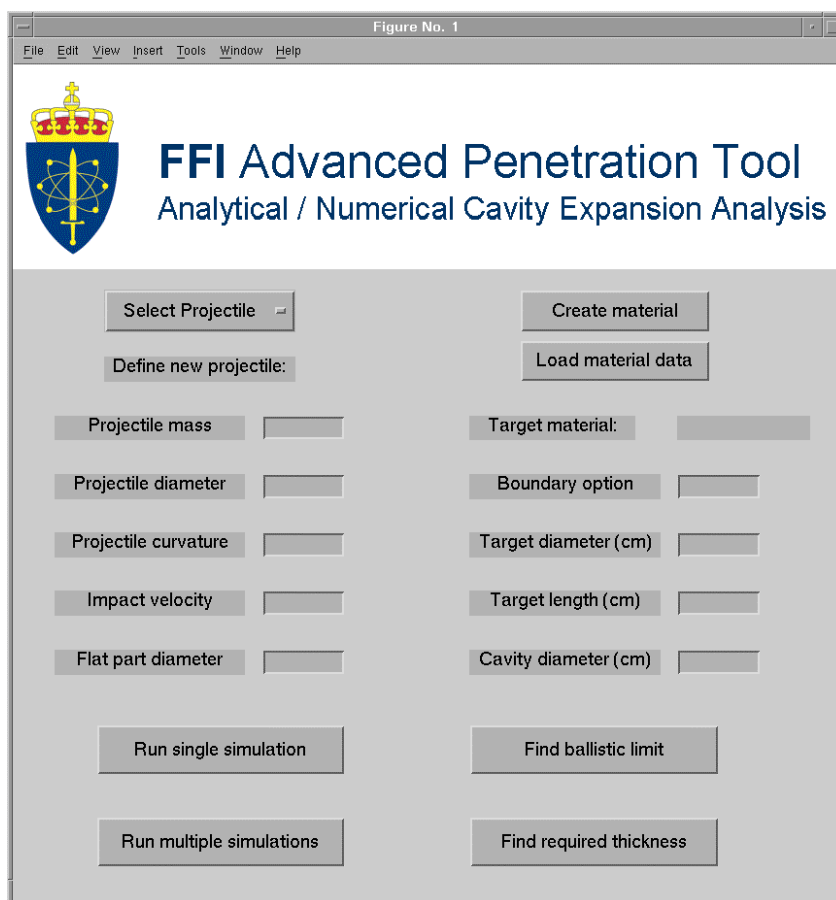 Figure No. 1
File Edit View Insert Tools Window Help
FFI Advanced Penetration Tool
Analytical / Numerical Cavity Expansion Analysis
Select Projectile
Create material
Define new projectile:
Load material data
Projectile mass
Target material:
Projectile diameter
Boundary option
Projectile curvature
Target diameter (cm)
Impact velocity
Target length (cm)
Flat part diameter
Cavity diameter (cm)
Run single simulation
Find ballistic limit
Run multiple simulations
Find required thickness